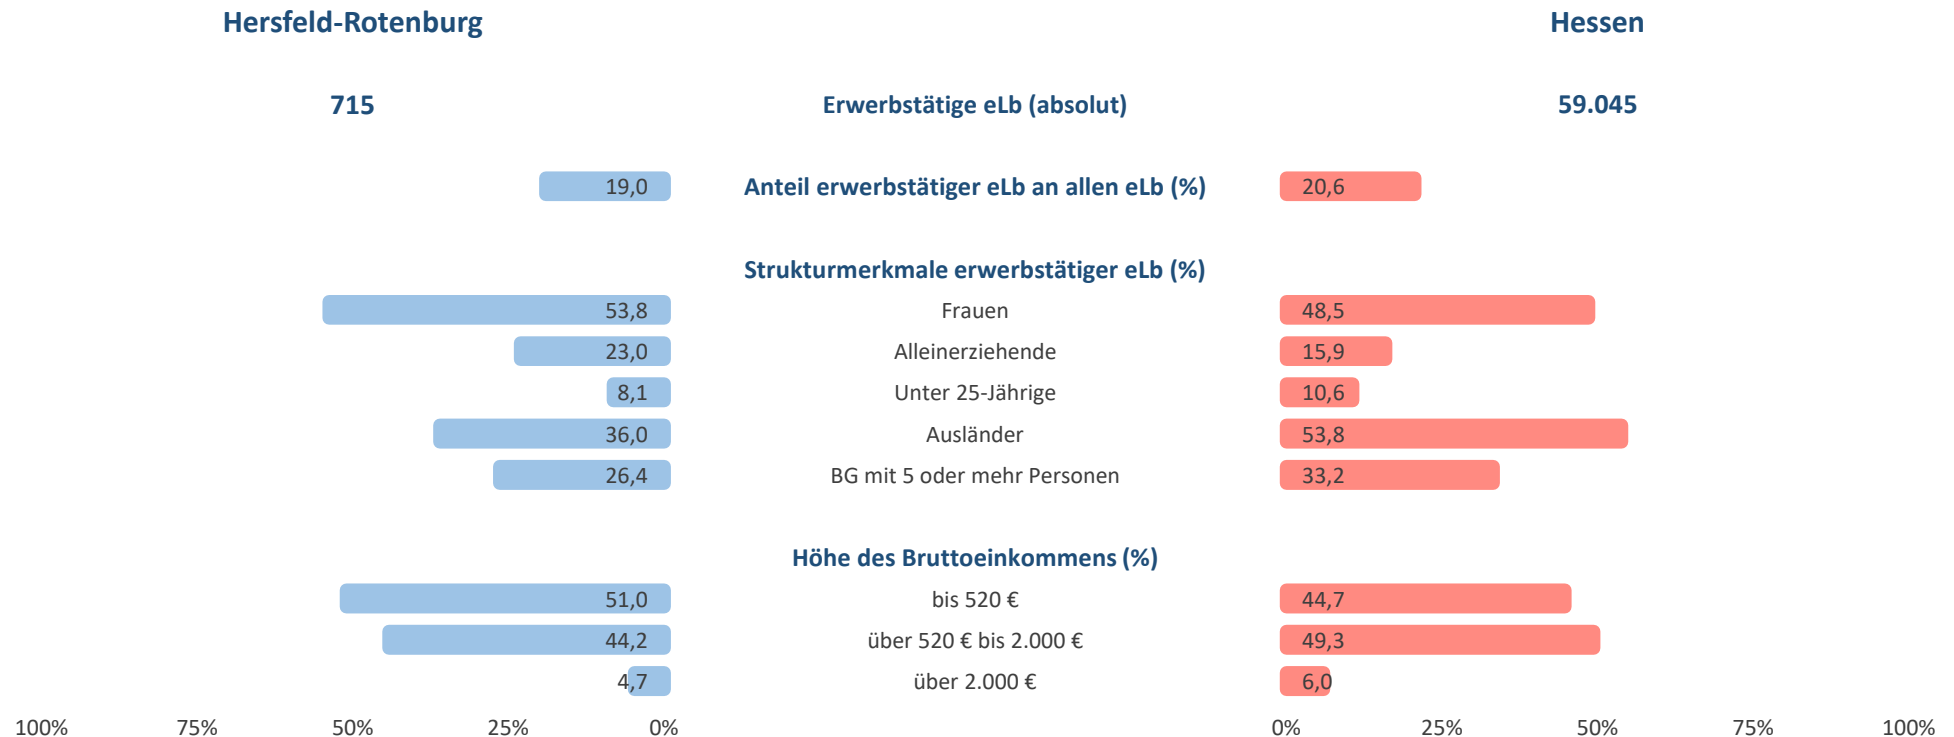 Hersfeld-Rotenburg Hessen
715 Erwerbstätige eLb (absolut) 59.045
19,0 Anteil erwerbstätiger eLb an allen eLb (%) 20,6
Strukturmerkmale erwerbstätiger eLb (%)
53,8 Frauen 48,5
23,0 Alleinerziehende 15,9
8,1 Unter 25-Jährige 10,6
36,0 Ausländer 53,8
26,4 BG mit 5 oder mehr Personen 33,2
Höhe des Bruttoeinkommens (%)
51,0 bis 520 € 44,7
44,2 über 520 € bis 2.000 € 49,3
4,7 über 2.000 € 6,0
100% 75% 50% 25% 0% 0% 25% 50% 75% 100%